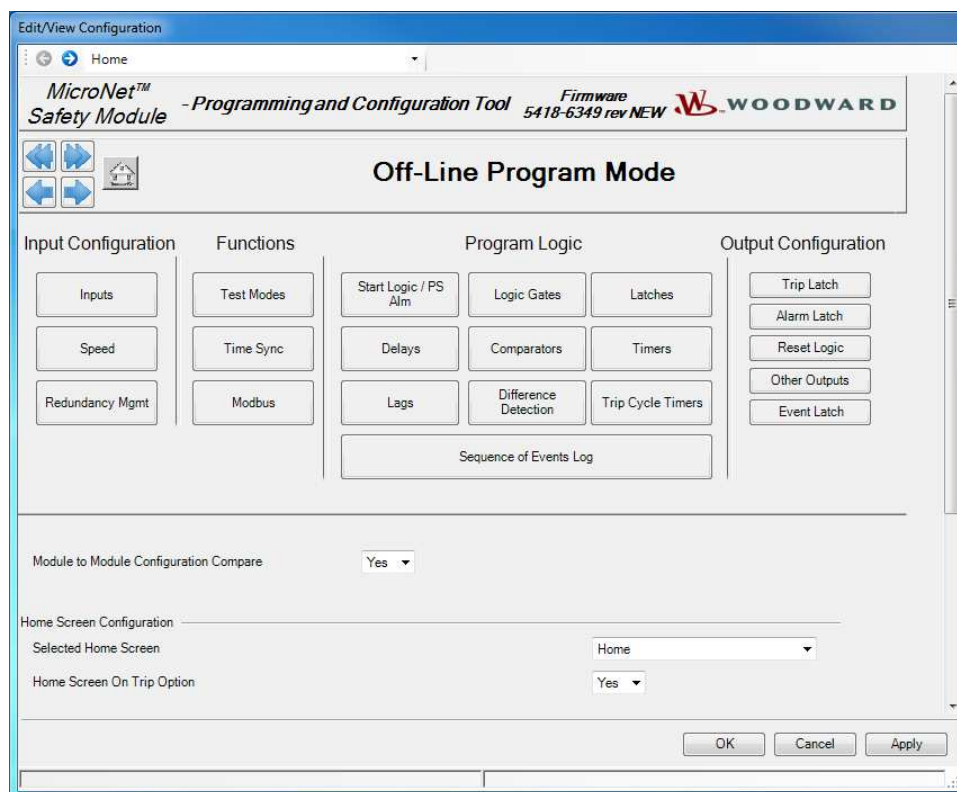 Edit/View Configuration
Home
MicroNet™ Safety Module
- Programming and Configuration Tool
Firmware
5418-6349 rev NEW
WOODWARD
Off-Line Program Mode
Input Configuration
Functions
Program Logic
Output Configuration
Inputs
Test Modes
Start Logic / PS Alm
Logic Gates
Latches
Trip Latch
Alarm Latch
Speed
Time Sync
Delays
Comparators
Timers
Reset Logic
Other Outputs
Redundancy Mgmt
Modbus
Lags
Difference Detection
Trip Cycle Timers
Event Latch
Sequence of Events Log
Module to Module Configuration Compare
Yes
Home Screen Configuration
Selected Home Screen
Home
Home Screen On Trip Option
Yes
OK
Cancel
Apply